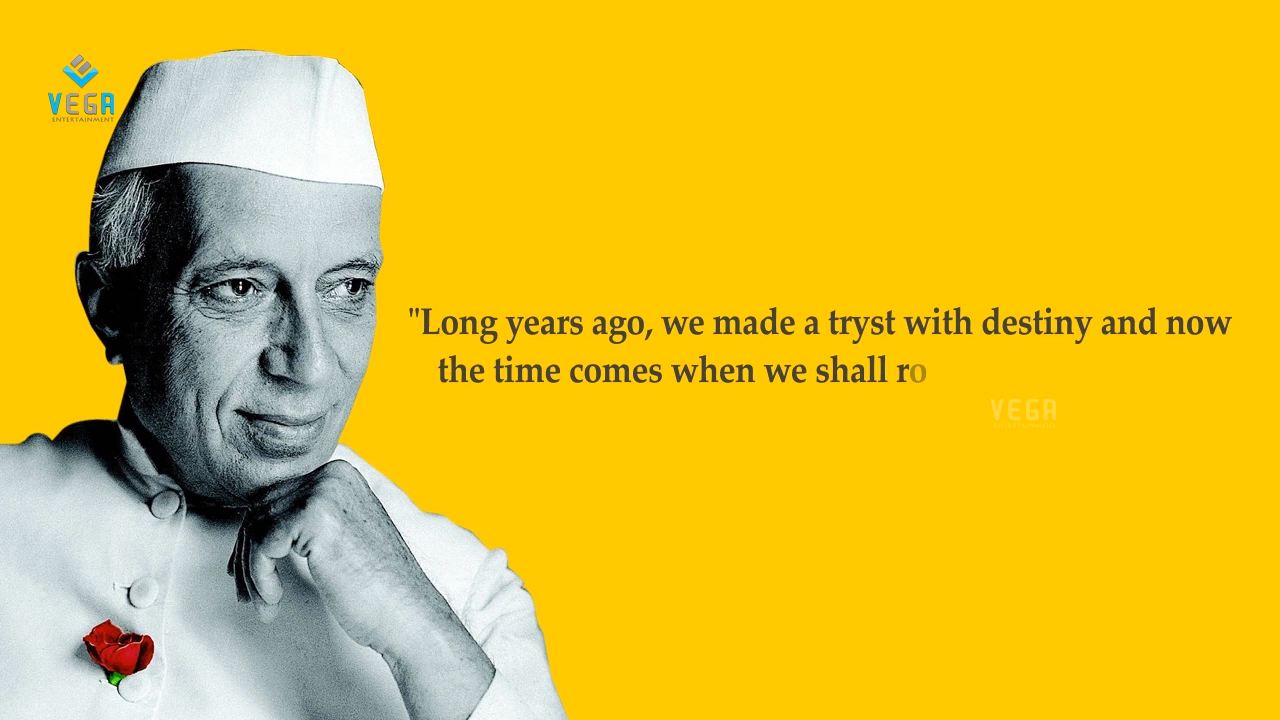 VEGA
ENTERTAINMENT
"Long years ago, we made a tryst with destiny and now
the time comes when we shall ro
VEGA